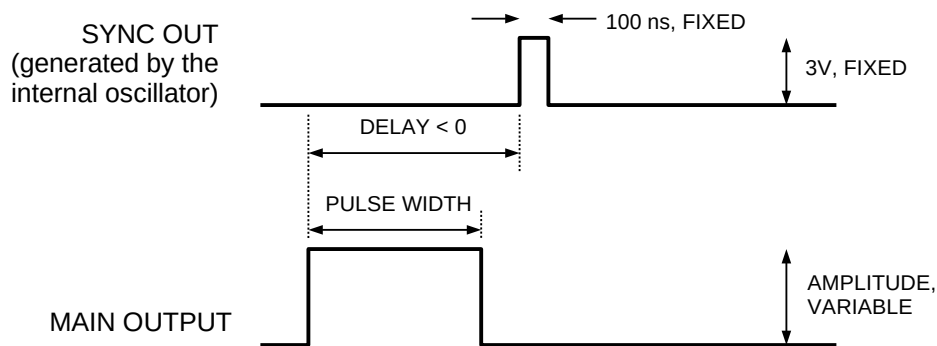 SYNC OUT
(generated by the
internal oscillator)
100 ns, FIXED
3V, FIXED
DELAY < 0
PULSE WIDTH
MAIN OUTPUT
AMPLITUDE,
VARIABLE